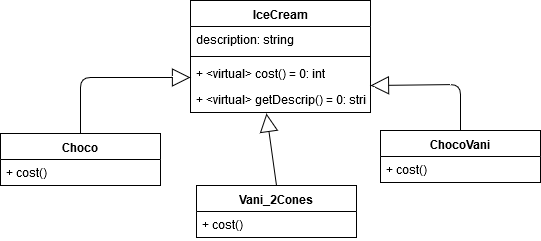 IceCream
description: string
+ <virtual> cost() = 0: int
+ <virtual> getDescrip() = 0: stri
Choco
+ cost()
Vani_2Cones
+ cost()
ChocoVani
+ cost()